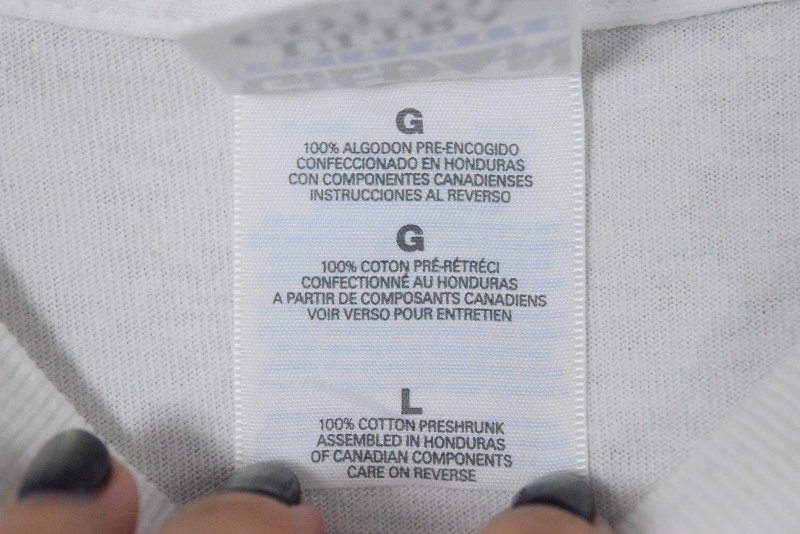 G
100% ALGODON PRE-ENCOGIDO
CONFECCIONADO EN HONDURAS
CON COMPONENTES CANADIENSES
INSTRUCCIONES AL REVERSO
G
100% COTON PRÉ-RÉTRÉCI
CONFECTIONNÉ AU HONDURAS
A PARTIR DE COMPOSANTS CANADIENS
VOIR VERSO POUR ENTRETIEN
L
100% COTTON PRESHRUNK
ASSEMBLED IN HONDURAS
OF CANADIAN COMPONENTS
CARE ON REVERSE